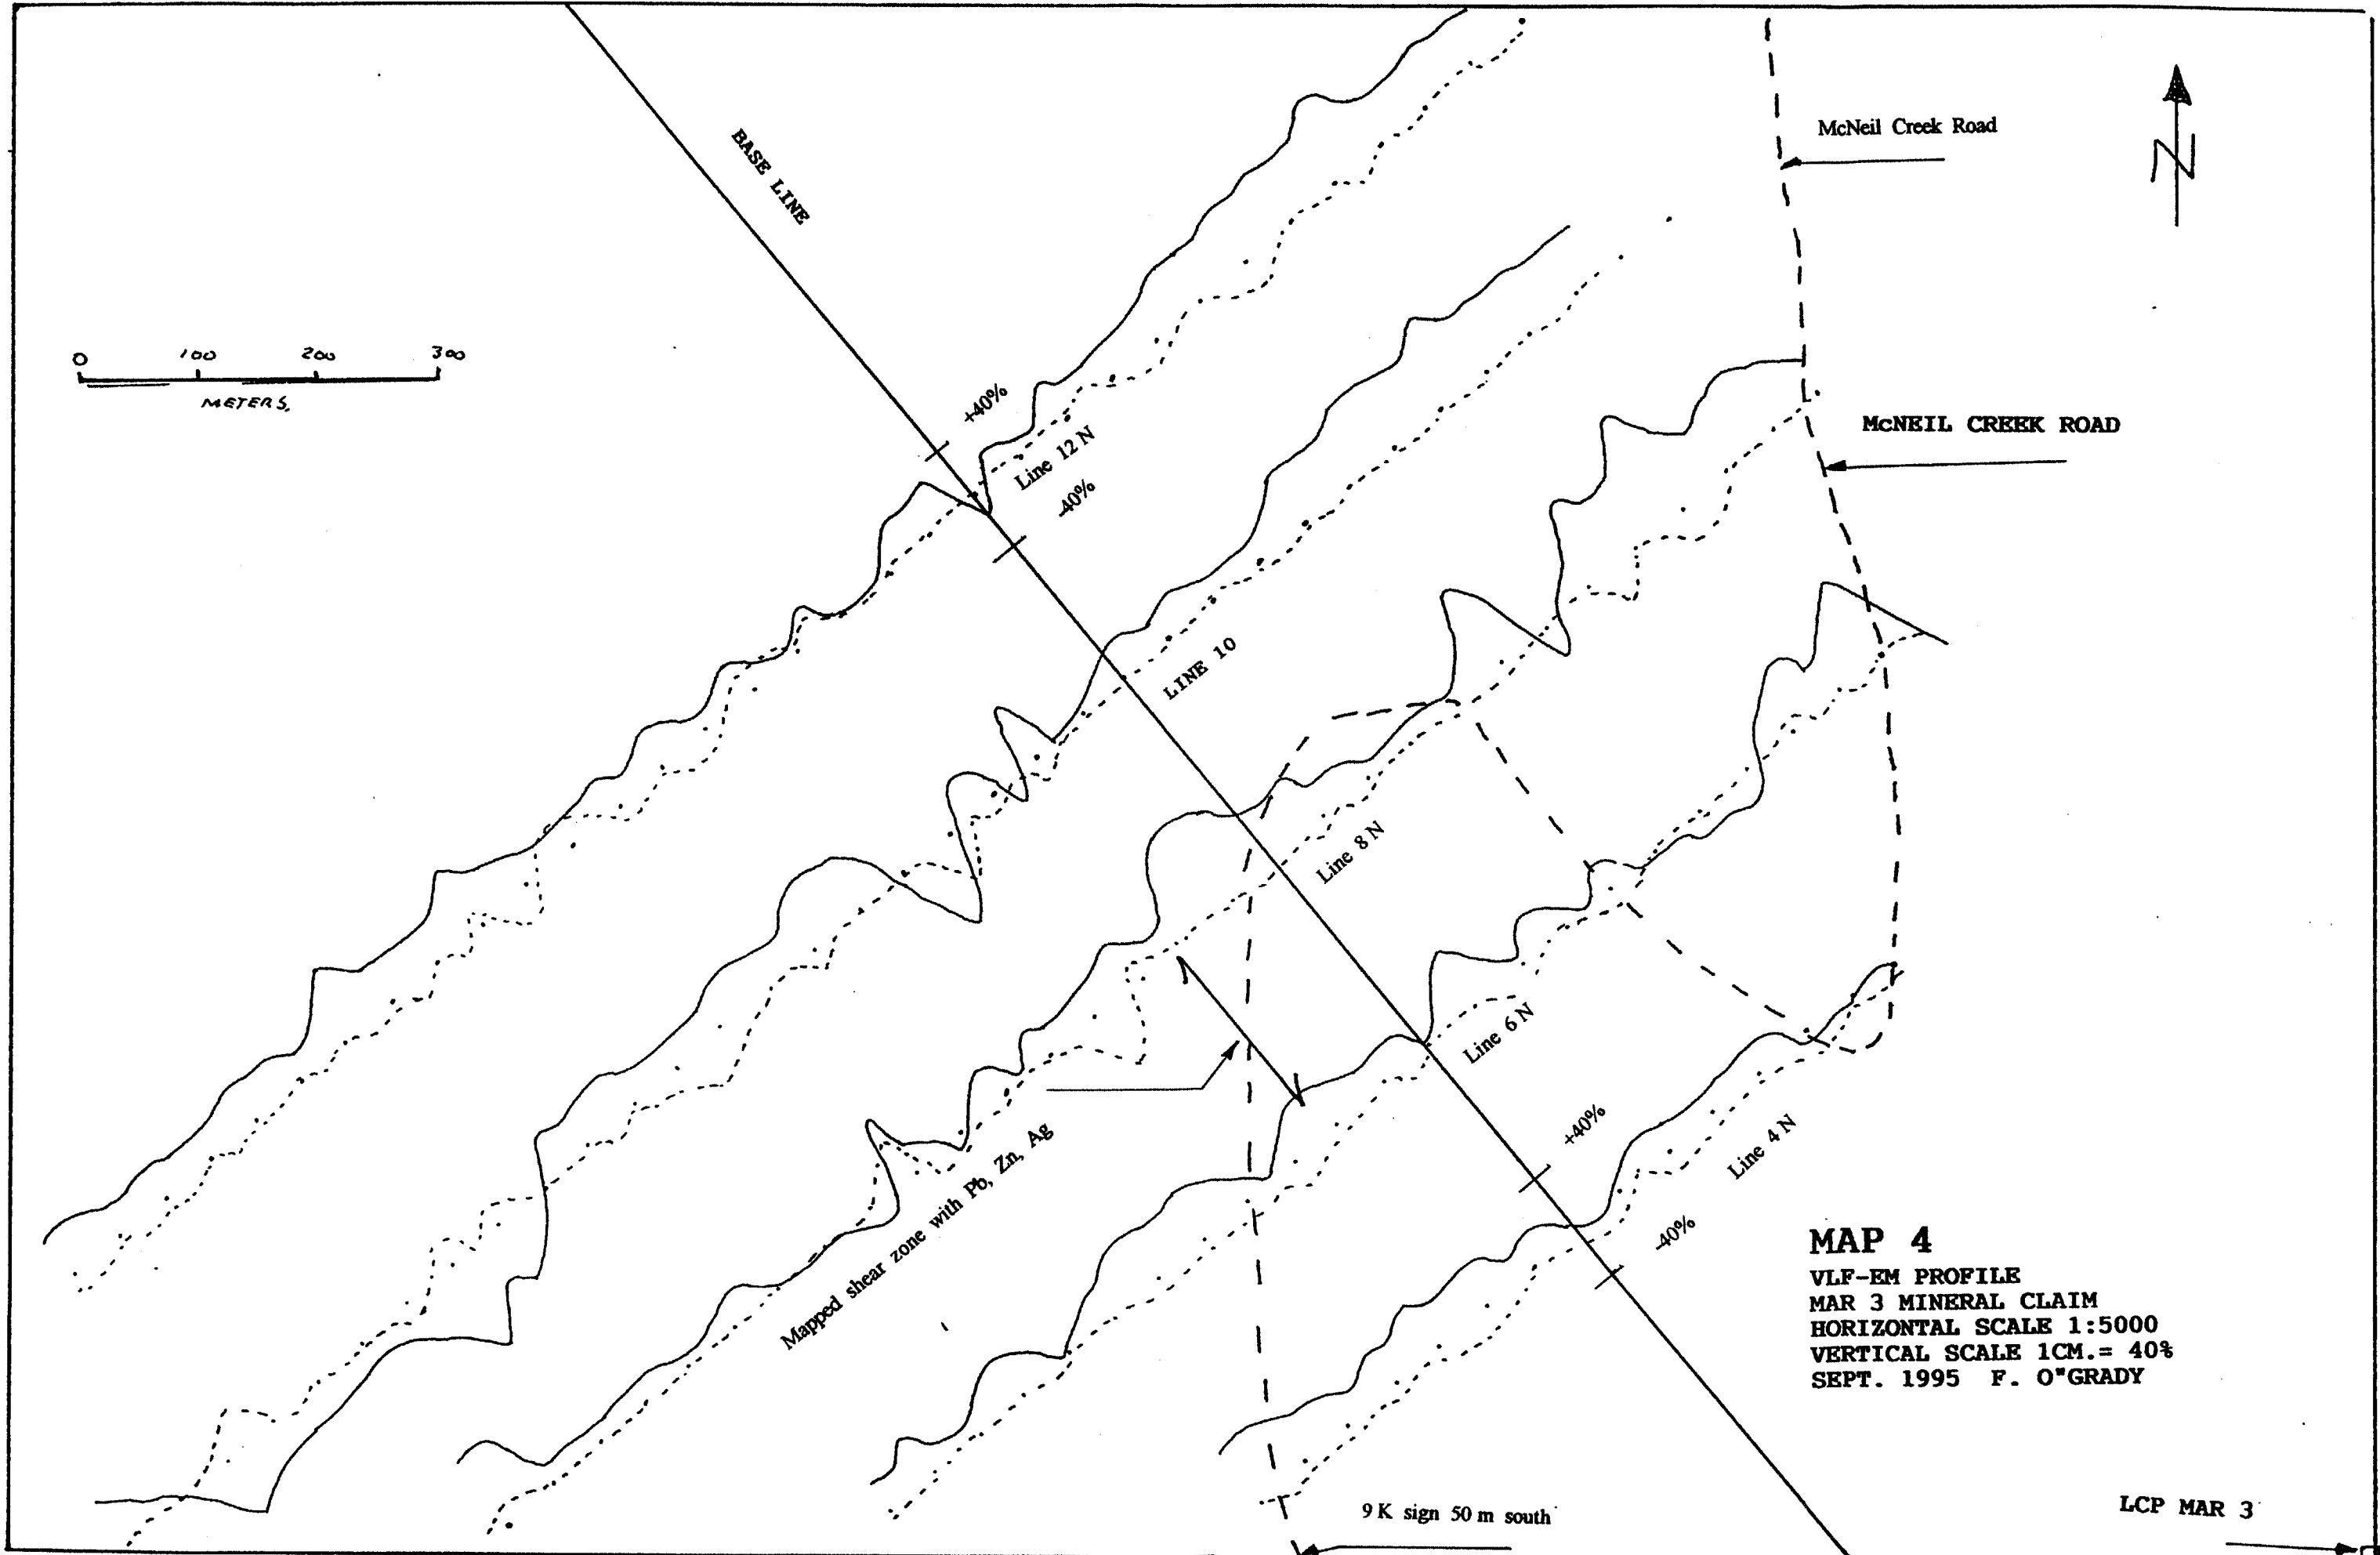 McNeil Creek Road
N
BASE LINE
0 100 200 300
METERS.
+40%
Line 12 N
-40%
McNEIL CREEK ROAD
LINE 10
Line 8 N
Line 6 N
Mapped shear zone with Pb, Zn, Ag
+40%
Line 4 N
-40%
MAP 4
VLF-EM PROFILE
MAR 3 MINERAL CLAIM
HORIZONTAL SCALE 1:5000
VERTICAL SCALE 1CM.= 40%
SEPT. 1995 F. O"GRADY
9 K sign 50 m south
LCP MAR 3